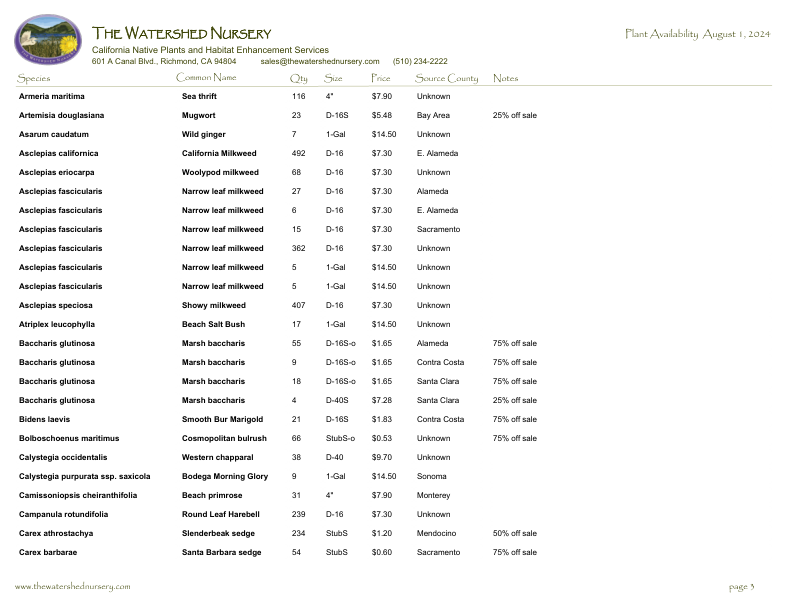 The Watershed Nursery
Plant Availability August 1, 2024
California Native Plants and Habitat Enhancement Services
601 A Canal Blvd., Richmond, CA 94804 sales@thewatershednursery.com (510) 234-2222
Species Common Name Qty Size Price Source County Notes
Armeria maritima Sea thrift 116 4" $7.90 Unknown
Artemisia douglasiana Mugwort 23 D-16S $5.48 Bay Area 25% off sale
Asarum caudatum Wild ginger 7 1-Gal $14.50 Unknown
Asclepias californica California Milkweed 492 D-16 $7.30 E. Alameda
Asclepias eriocarpa Woolypod milkweed 68 D-16 $7.30 Unknown
Asclepias fascicularis Narrow leaf milkweed 27 D-16 $7.30 Alameda
Asclepias fascicularis Narrow leaf milkweed 6 D-16 $7.30 E. Alameda
Asclepias fascicularis Narrow leaf milkweed 15 D-16 $7.30 Sacramento
Asclepias fascicularis Narrow leaf milkweed 362 D-16 $7.30 Unknown
Asclepias fascicularis Narrow leaf milkweed 5 1-Gal $14.50 Unknown
Asclepias fascicularis Narrow leaf milkweed 5 1-Gal $14.50 Unknown
Asclepias speciosa Showy milkweed 407 D-16 $7.30 Unknown
Atriplex leucophylla Beach Salt Bush 17 1-Gal $14.50 Unknown
Baccharis glutinosa Marsh baccharis 55 D-16S-o $1.65 Alameda 75% off sale
Baccharis glutinosa Marsh baccharis 9 D-16S-o $1.65 Contra Costa 75% off sale
Baccharis glutinosa Marsh baccharis 18 D-16S-o $1.65 Santa Clara 75% off sale
Baccharis glutinosa Marsh baccharis 4 D-40S $7.28 Santa Clara 25% off sale
Bidens laevis Smooth Bur Marigold 21 D-16S $1.83 Contra Costa 75% off sale
Bolboschoenus maritimus Cosmopolitan bulrush 66 StubS-o $0.53 Unknown 75% off sale
Calystegia occidentalis Western chapparal 38 D-40 $9.70 Unknown
Calystegia purpurata ssp. saxicola Bodega Morning Glory 9 1-Gal $14.50 Sonoma
Camissoniopsis cheiranthifolia Beach primrose 31 4" $7.90 Monterey
Campanula rotundifolia Round Leaf Harebell 239 D-16 $7.30 Unknown
Carex athrostachya Slenderbeak sedge 234 StubS $1.20 Mendocino 50% off sale
Carex barbarae Santa Barbara sedge 54 StubS $0.60 Sacramento 75% off sale
www.thewatershednursery.com page 3